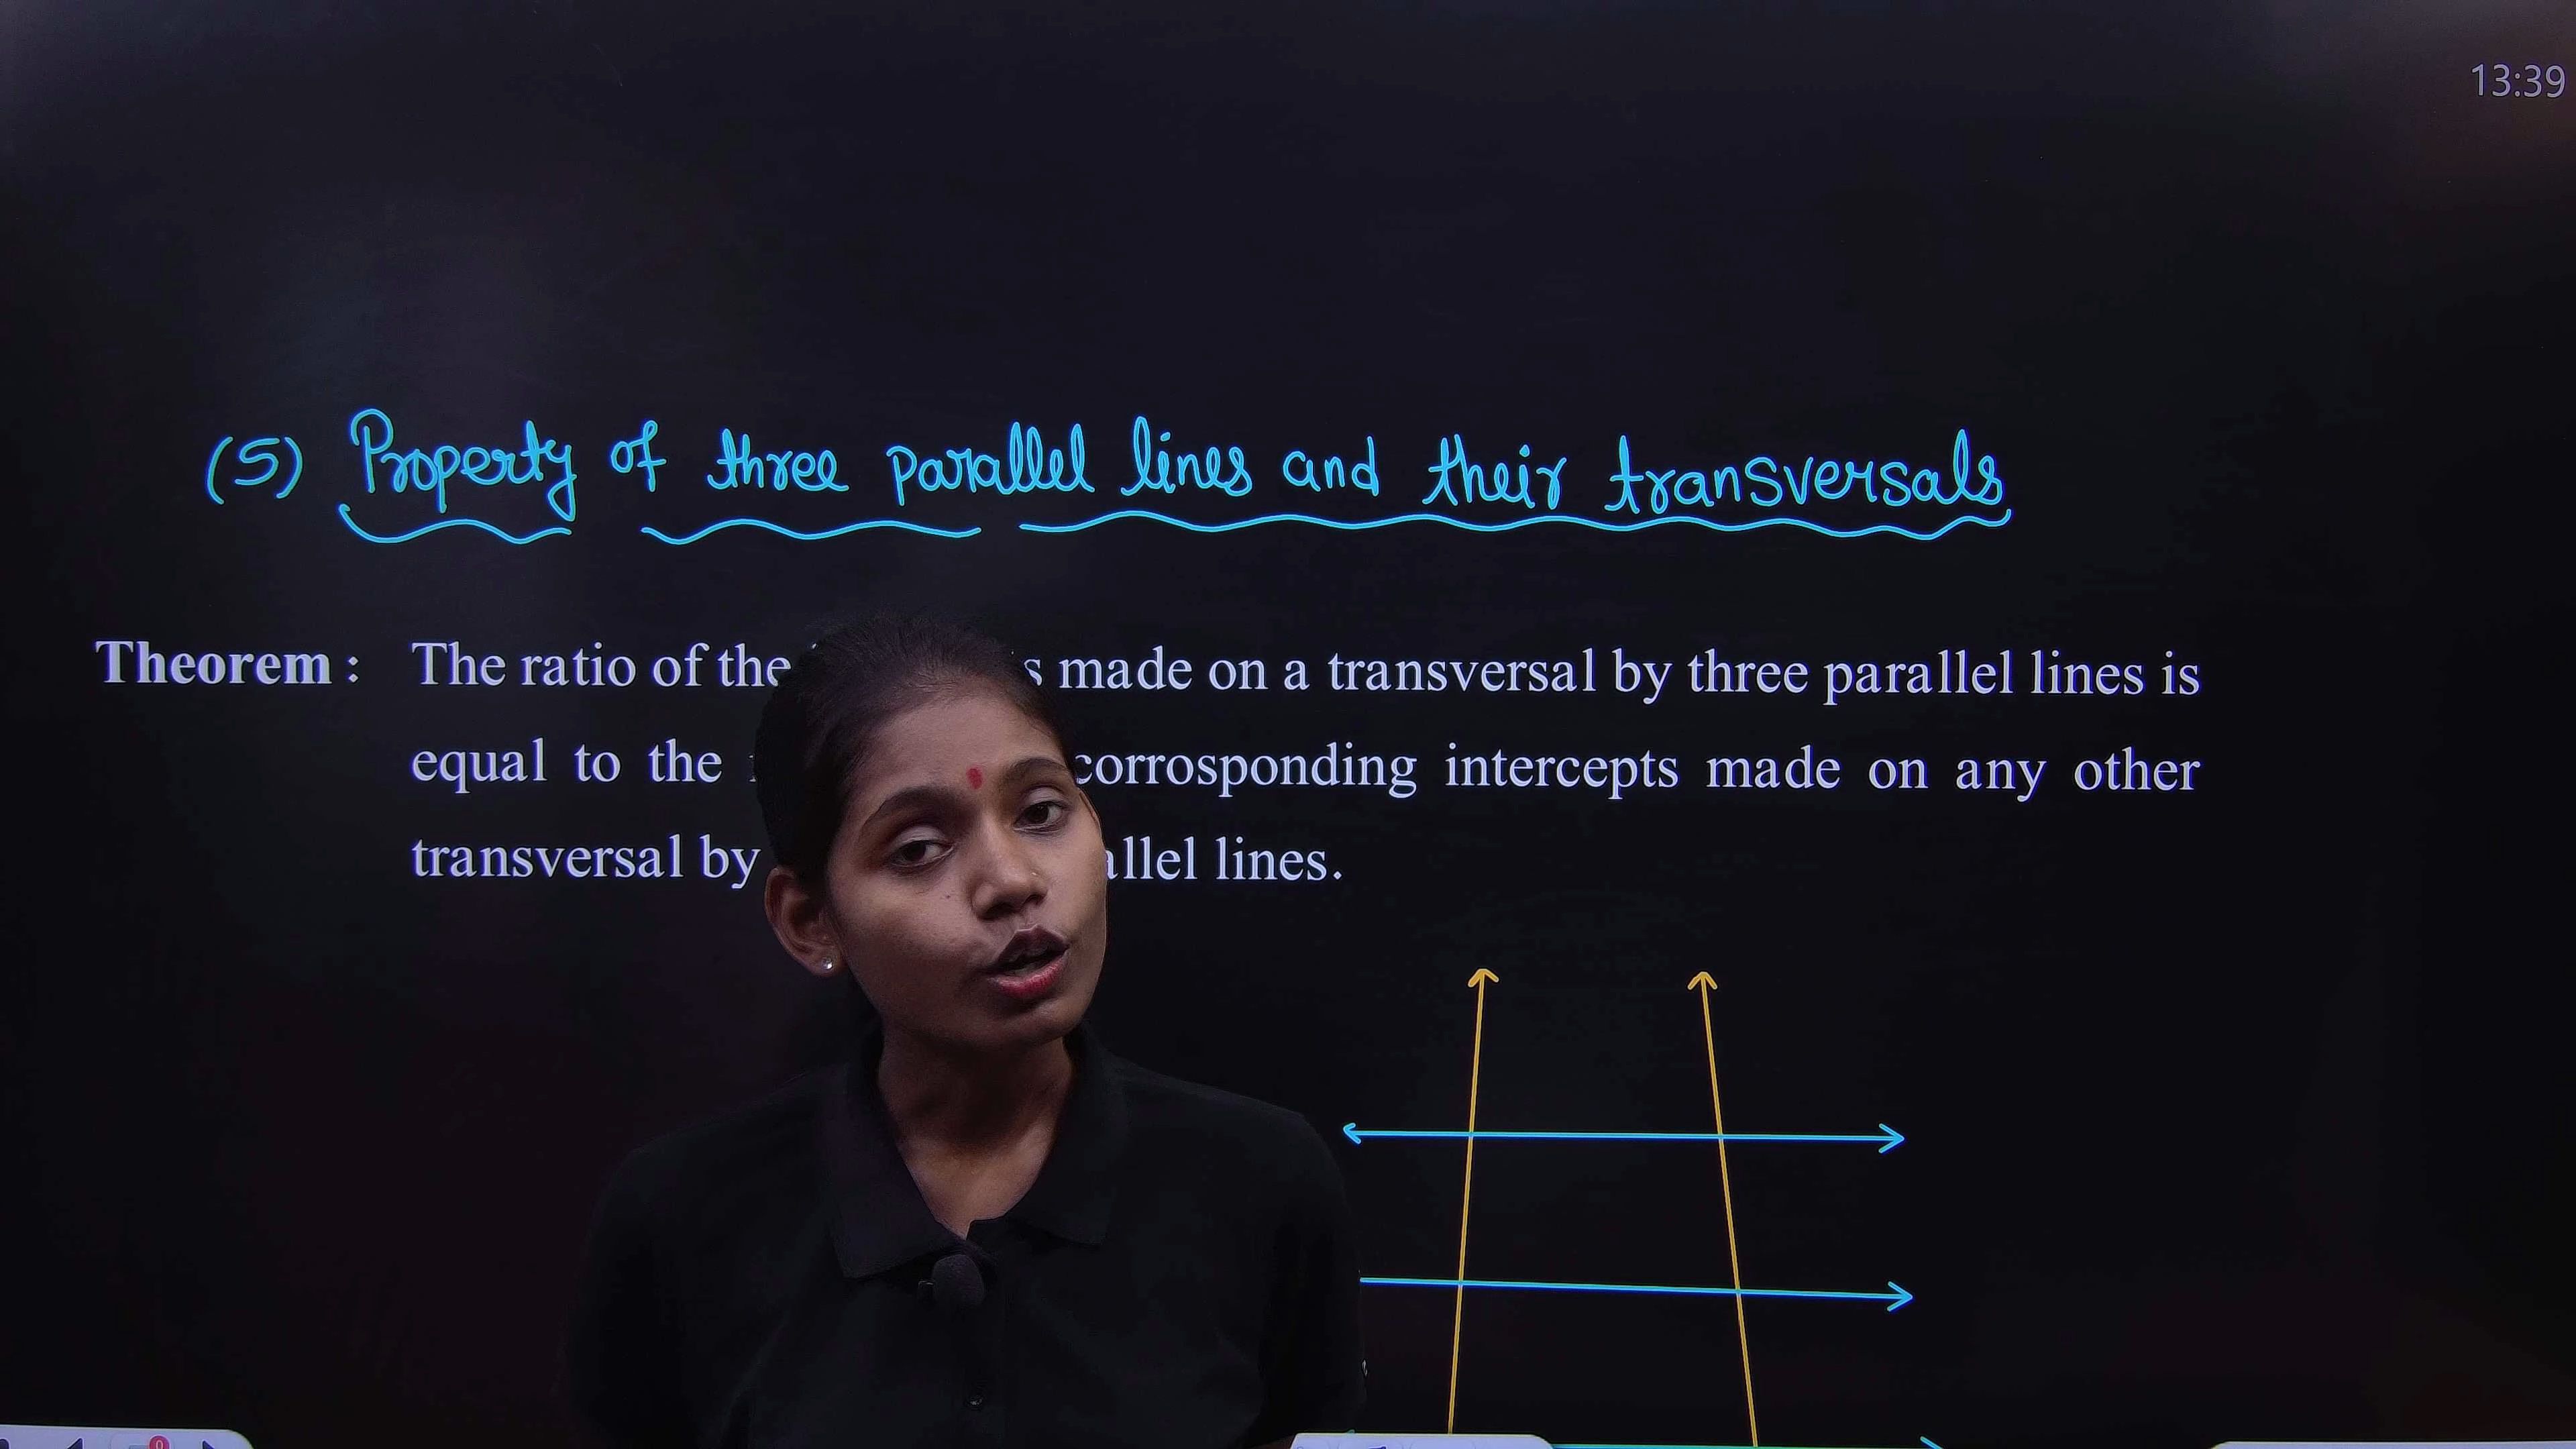 13:39
(5) Property of three parallel lines and their transversals
Theorem : The ratio of the made on a transversal by three parallel lines is
equal to the corrosponding intercepts made on any other
transversal by lines.